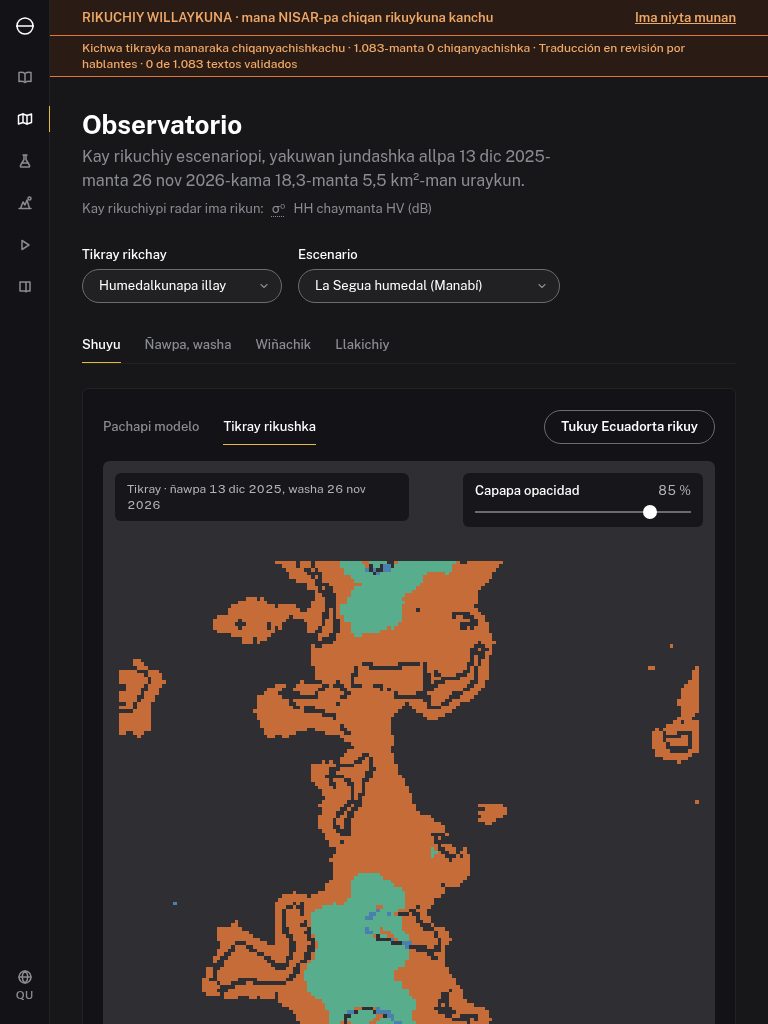 RIKUCHIY WILLAYKUNA · mana NISAR-pa chiqan rikuykuna kanchu
Ima niyta munan
Kichwa tikrayka manaraka chiqanyachishkachu · 1.083-manta 0 chiqanyachishka · Traducción en revisión por
hablantes · 0 de 1.083 textos validados
Observatorio
Kay rikuchiy escenariopi, yakuwan jundashka allpa 13 dic 2025-
manta 26 nov 2026-kama 18,3-manta 5,5 km²-man uraykun.
Kay rikuchiypi radar ima rikun: σ⁰ HH chaymanta HV (dB)
Tikray rikchay
Escenario
Humedalkunapa illay
La Segua humedal (Manabí)
Shuyu
Ñawpa, washa
Wiñachik
Llakichiy
Pachapi modelo
Tikray rikushka
Tukuy Ecuadorta rikuy
Tikray · ñawpa 13 dic 2025, washa 26 nov
2026
Capapa opacidad
85 %
QU